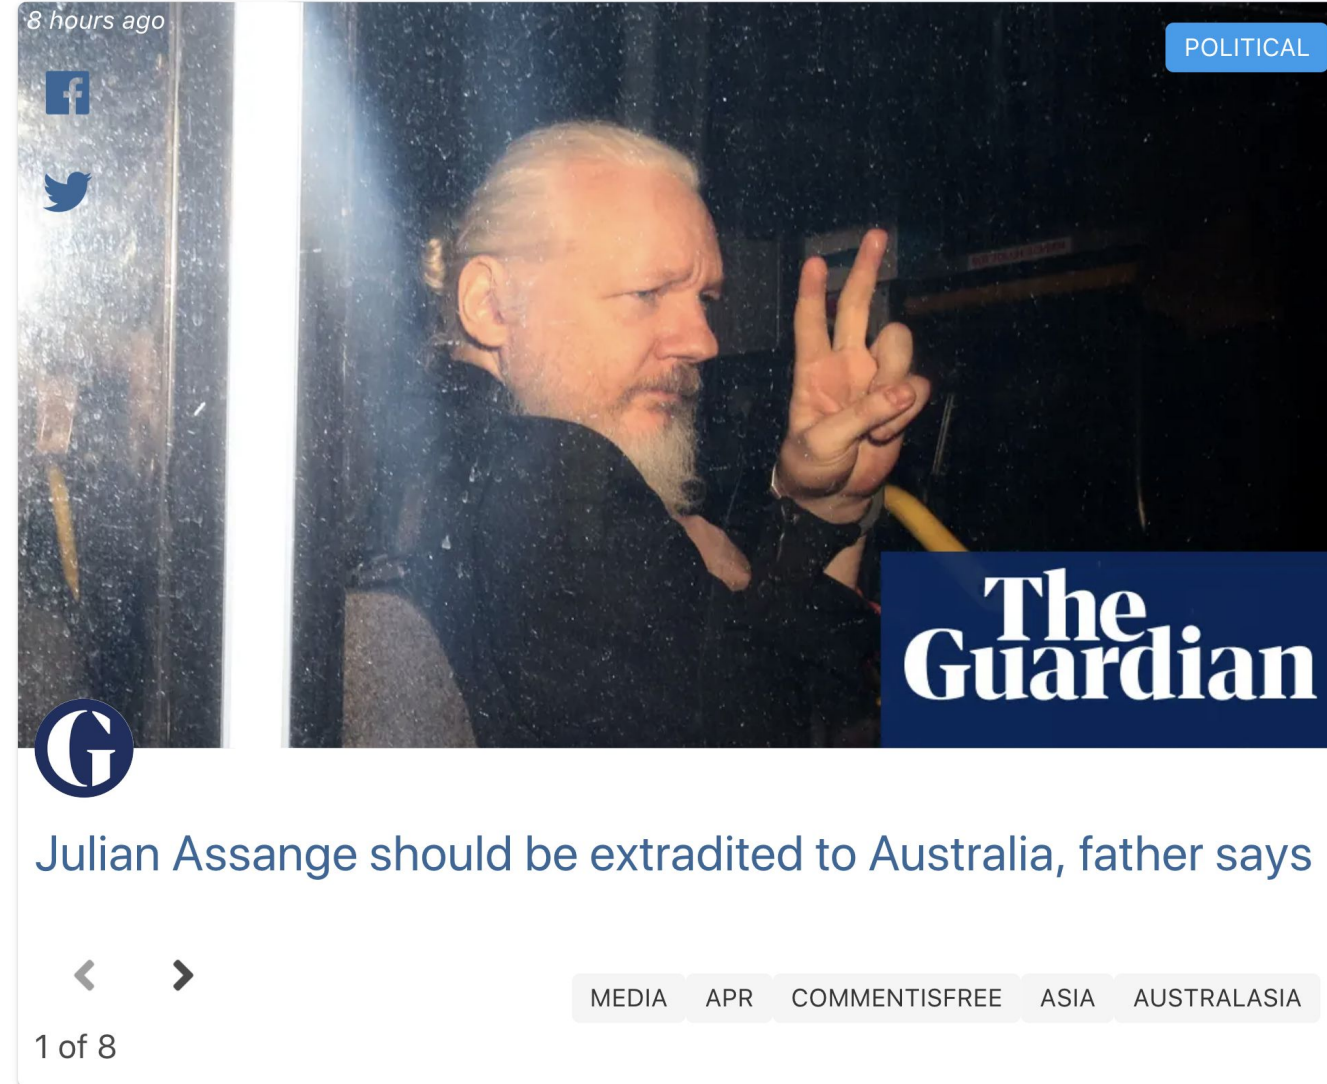 8 hours ago
POLITICAL
The
Guardian
G
Julian Assange should be extradited to Australia, father says
MEDIA APR COMMENTISFREE ASIA AUSTRALASIA
1 of 8